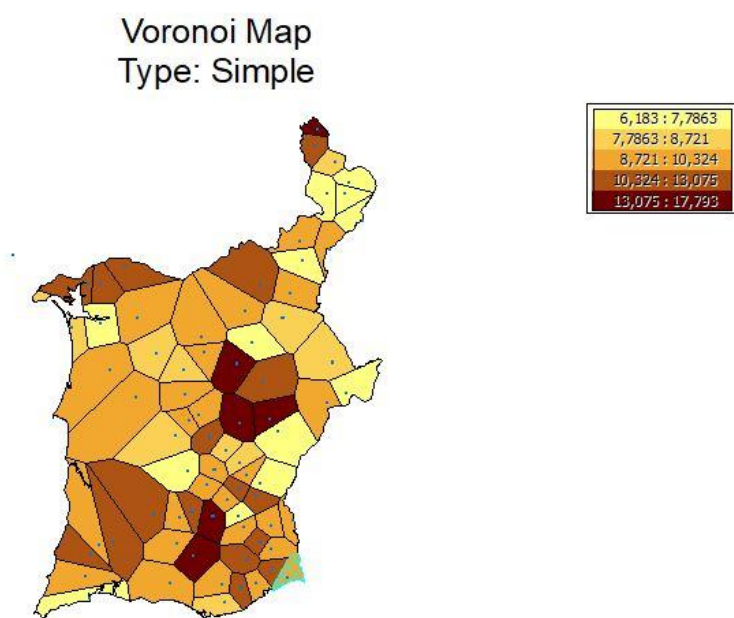 Voronoi Map
Type: Simple
6,183 : 7,7863
7,7863 : 8,721
8,721 : 10,324
10,324 : 13,075
13,075 : 17,793